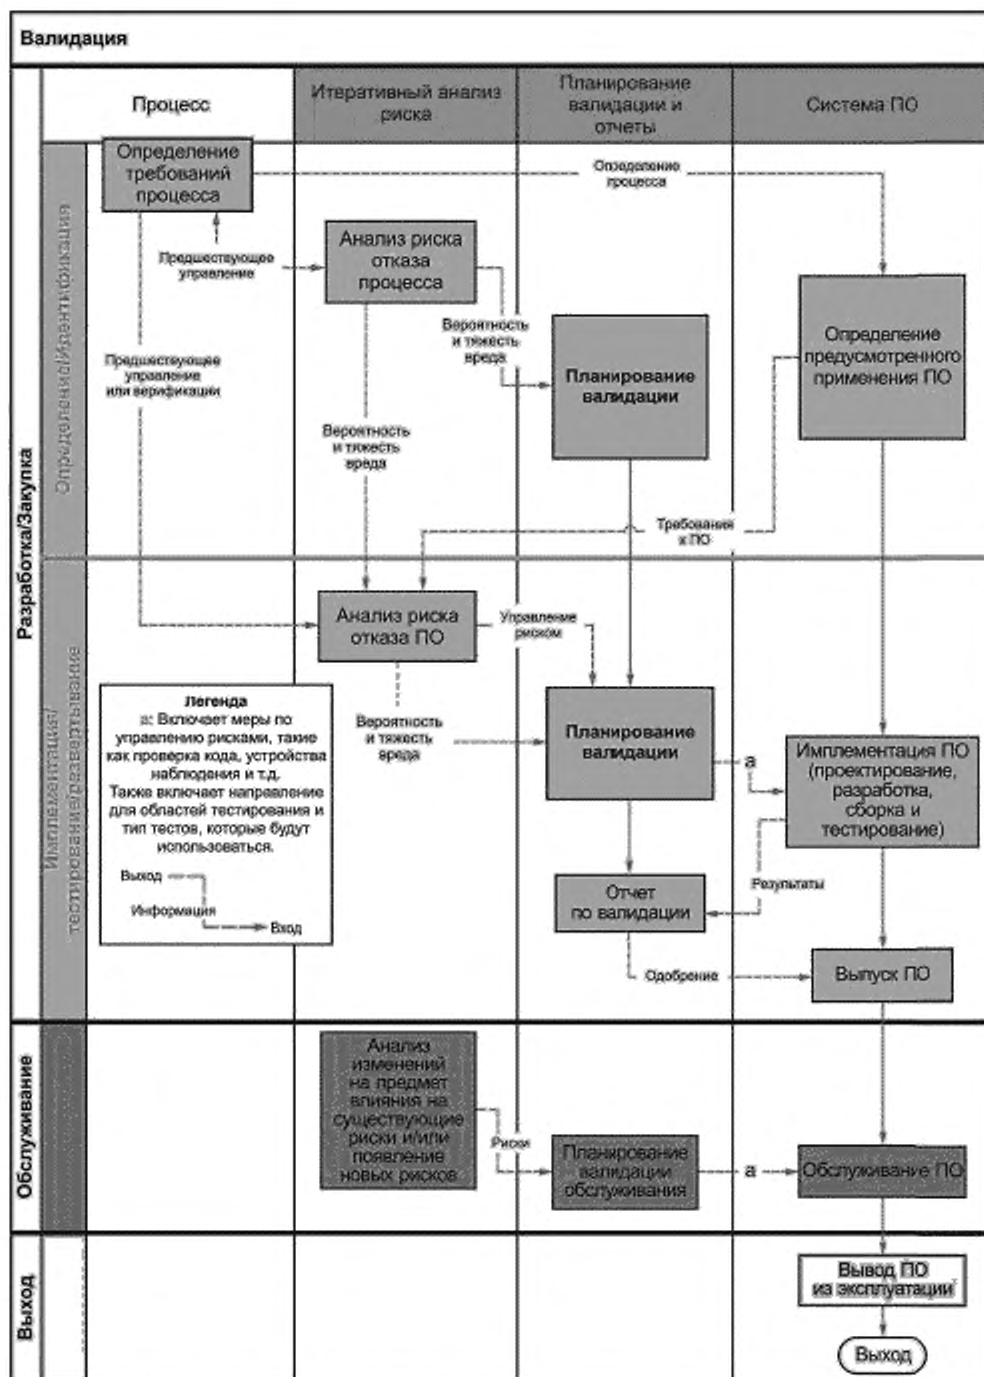 Валидация
Процесс
Итеративный анализ
риска
Планирование
валидации и
отчеты
Система ПО
Разработка/Закупка
Определение/Идентификация
Определение
требований
процесса
Определение
процесса
Предшествующее
управление
Анализ риска
отказа
процесса
Вероятность
и тяжесть
вреда
Планирование
валидации
Определение
предусмотренного
применения ПО
Предшествующее
управление
или верификации
Вероятность
и тяжесть
вреда
Требования
к ПО
Имплементация/
тестирование/развертывание
Анализ риска
отказа ПО
Управление
риском
Вероятность
и тяжесть
вреда
Планирование
валидации
а
Имплементация ПО
(проектирование,
разработка,
сборка и
тестирование)
Легенда
а: Включает меры по
управлению рисками, такие
как проверка кода, устройства
наблюдения и т.д.
Также включает направление
для областей тестирования и
тип тестов, которые будут
использоваться.
Выход
Информация
Вход
Результаты
Отчет
по валидации
Одобрение
Выпуск ПО
Обслуживание
Анализ
изменений
на предмет
влияния на
существующие
риски и/или
появление
новых рисков
Риски
Планирование
валидации
обслуживания
а
Обслуживание ПО
Выход
Вывод ПО
из эксплуатации
Выход